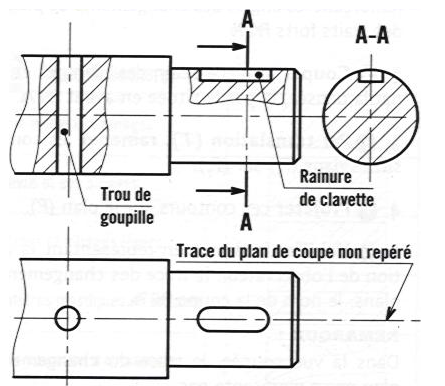 A
A-A
Trou de
goupille
Rainure
de clavette
A
Trace du plan de coupe non repéré